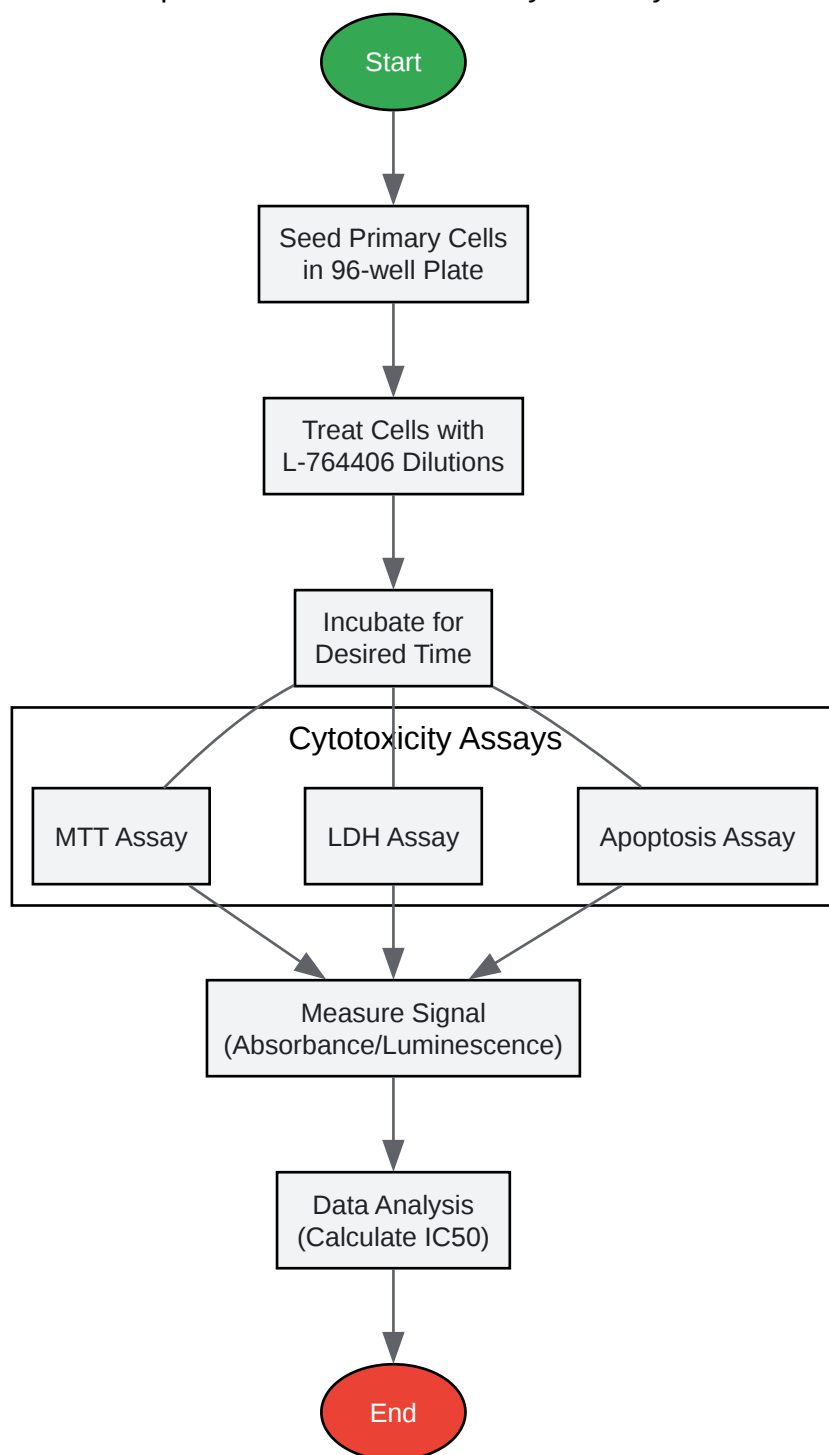 Start
Seed Primary Cells
in 96-well Plate
Treat Cells with
L-764406 Dilutions
Incubate for
Desired Time
Cytotoxicity Assays
MTT Assay
LDH Assay
Apoptosis Assay
Measure Signal
(Absorbance/Luminescence)
Data Analysis
(Calculate IC50)
End